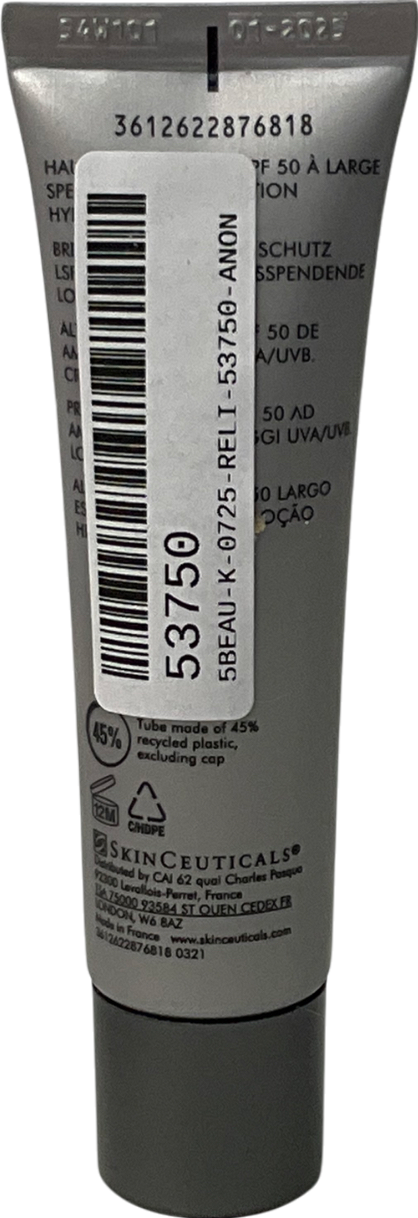 54W101 01-2025
3612622876818
PF 50 À LARGE
SPE TION
HY
BRE SCHUTZ
LSF SSPENDENDE
LO
AL F 50 DE
AM A/UVB.
CR
PR 50 AD
AM GGI UVA/UVB.
LO
AL 50 LARGO
ES OÇÃO
53750
5BEAU-K-0725-RELI-53750-ANON
45%
Tube made of 45%
recycled plastic,
excluding cap
12M
C/HDPE
SKINCEUTICALS®
Distributed by CAI 62 quai Charles Pasqua
92300 Levallois-Perret, France
75000 93584 ST OUEN CEDEX FR
LONDON, W6 8AZ
Made in France www.skinceuticals.com
3612622876818 0321